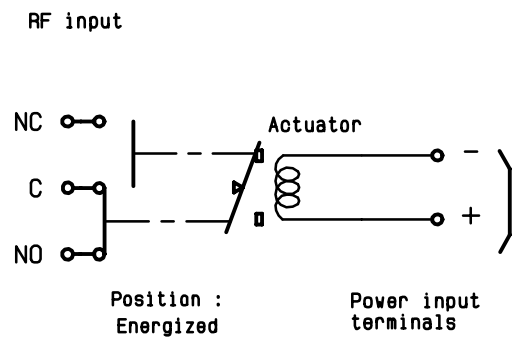 RF input
NC
Actuator
-
C
+
NO
Position :
Energized
Power input
terminals